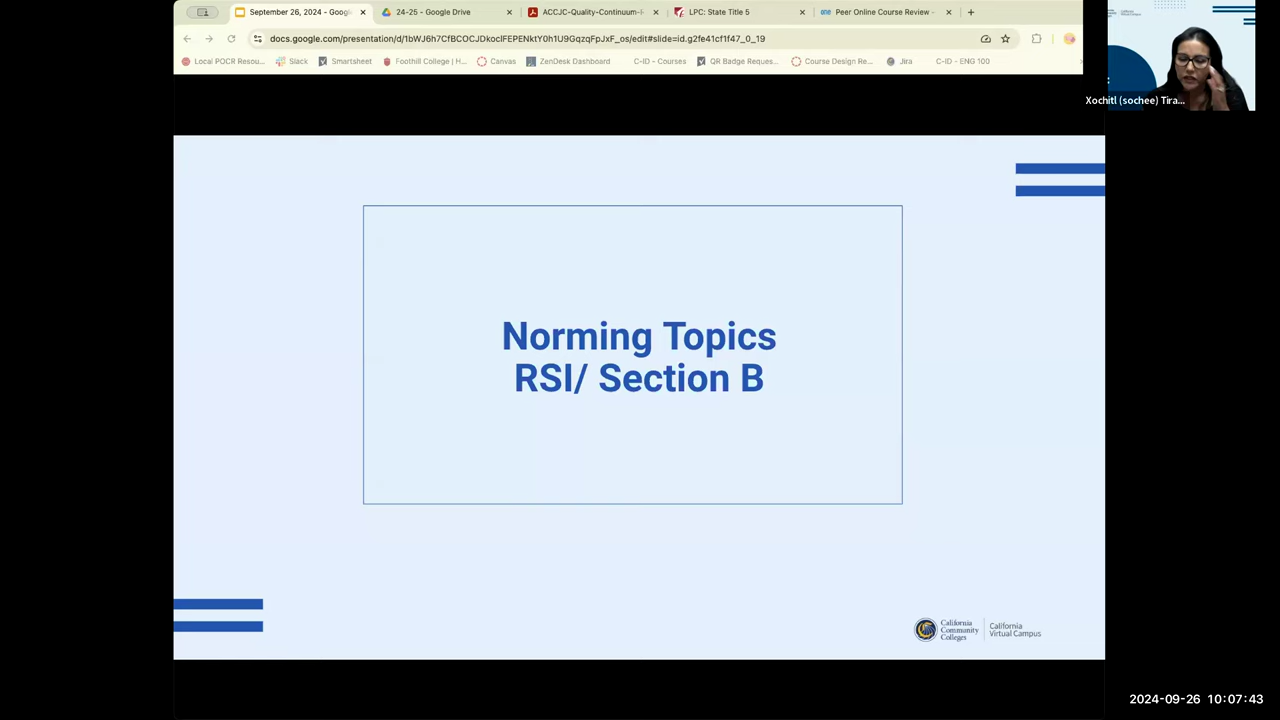 September 26, 2024 - Googl
24-25 - Google Drive
ACCJC-Quality-Continuum-
LPC: State Title 5
Peer Online Course Review -
docs.google.com/presentation/d/1bWJ6h7CfBCOCJDkoclFEPENktY0h1U9GqzqFpJxF_os/edit#slide=id.g2fe41cf1f47_0_19
Local POCR Resou...
Slack
Smartsheet
Foothill College | H...
Canvas
ZenDesk Dashboard
C-ID - Courses
QR Badge Reques...
Course Design Re...
Jira
C-ID - ENG 100
Xochitl (sochee) Tira...
Norming Topics
RSI/ Section B
California
Community
Colleges
California
Virtual Campus
2024-09-26 10:07:43